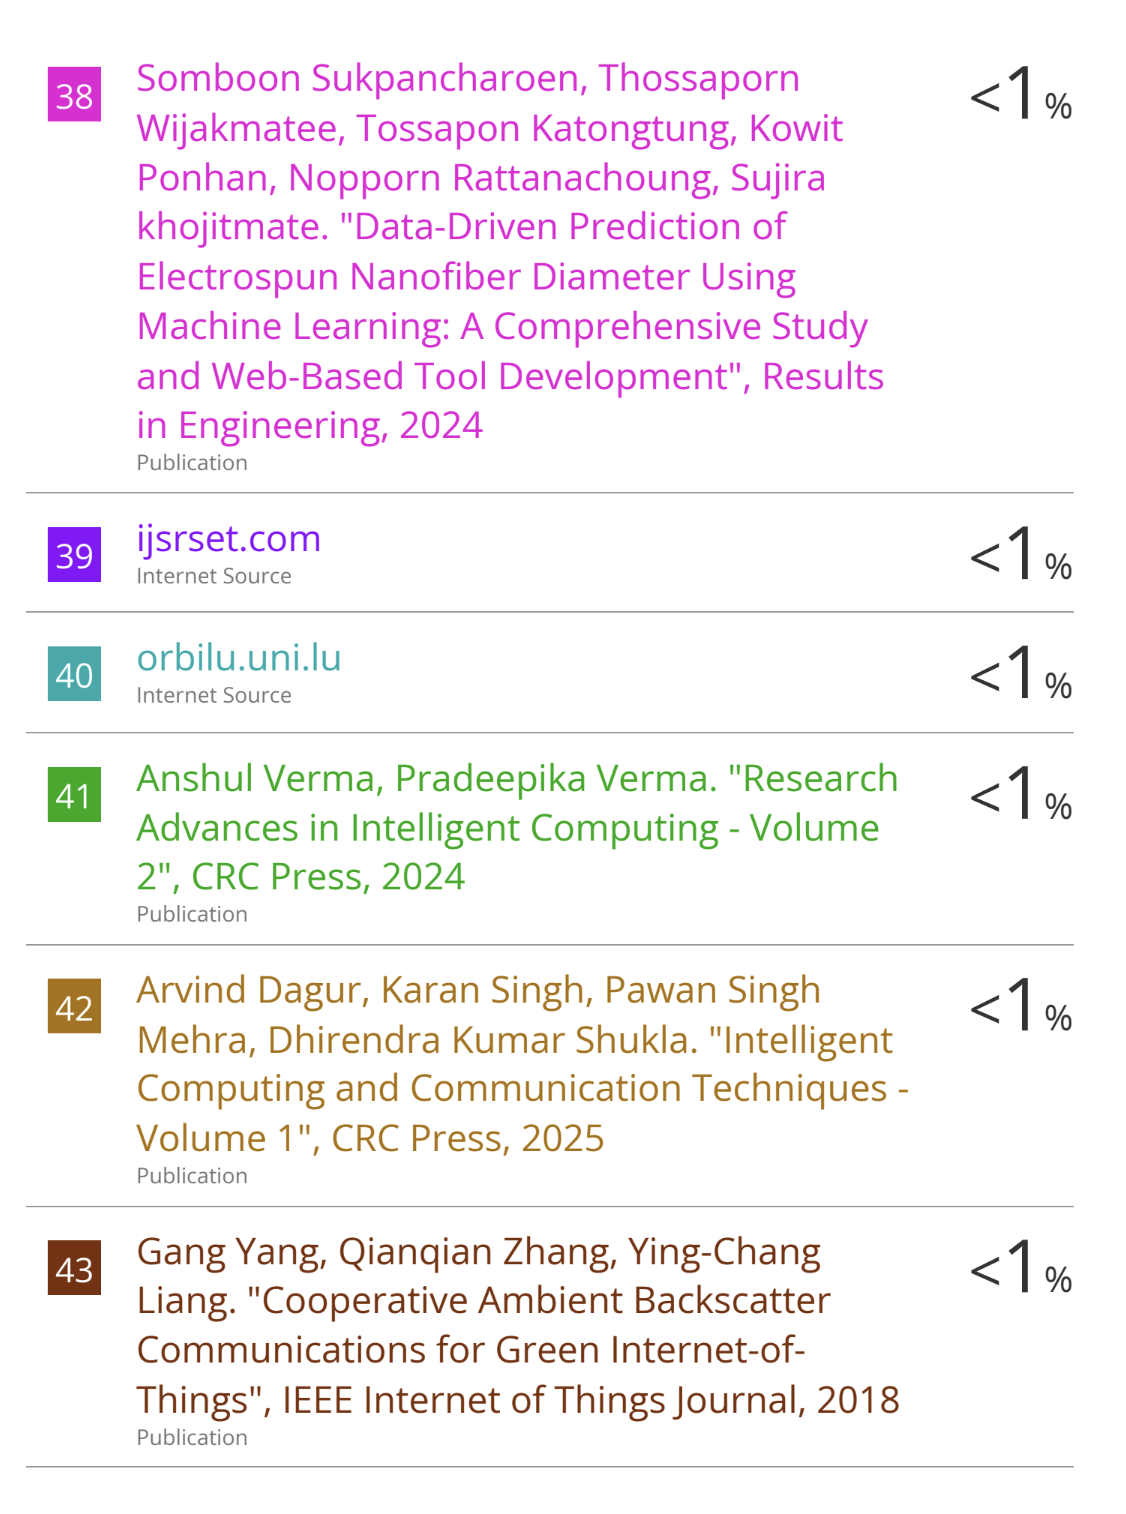 38
Somboon Sukpancharoen, Thossaporn
Wijakmatee, Tossapon Katongtung, Kowit
Ponhan, Nopporn Rattanachoung, Sujira
khojitmate. "Data-Driven Prediction of
Electrospun Nanofiber Diameter Using
Machine Learning: A Comprehensive Study
and Web-Based Tool Development", Results
in Engineering, 2024
Publication
<1%
39
ijsrset.com
Internet Source
<1%
40
orbilu.uni.lu
Internet Source
<1%
41
Anshul Verma, Pradeepika Verma. "Research
Advances in Intelligent Computing - Volume
2", CRC Press, 2024
Publication
<1%
42
Arvind Dagur, Karan Singh, Pawan Singh
Mehra, Dhirendra Kumar Shukla. "Intelligent
Computing and Communication Techniques -
Volume 1", CRC Press, 2025
Publication
<1%
43
Gang Yang, Qianqian Zhang, Ying-Chang
Liang. "Cooperative Ambient Backscatter
Communications for Green Internet-of-
Things", IEEE Internet of Things Journal, 2018
Publication
<1%